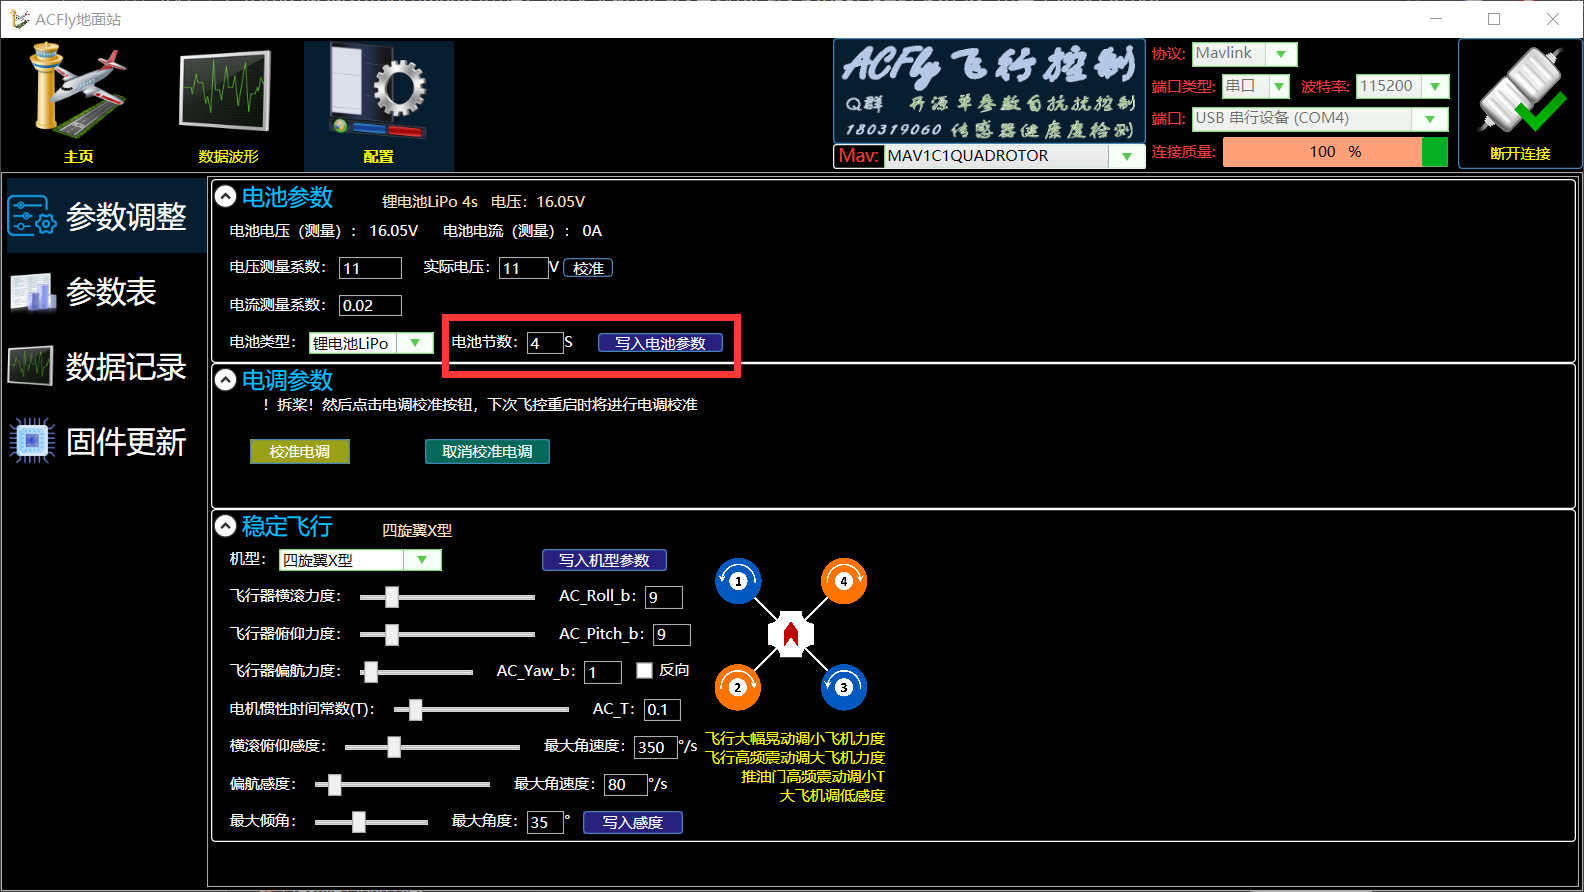 ACFly地面站
主页
数据波形
配置
ACFly飞行控制
Q群 开源单参数自抗扰控制
180319060 传感器健康度检测
Mav: MAV1C1QUADROTOR
协议: Mavlink
端口类型: 串口 波特率: 115200
端口: USB 串行设备 (COM4)
连接质量: 100 %
断开连接
参数调整
参数表
数据记录
固件更新
电池参数 锂电池LiPo 4s 电压: 16.05V
电池电压（测量）: 16.05V 电池电流（测量）: 0A
电压测量系数: 11 实际电压: 11 V 校准
电流测量系数: 0.02
电池类型: 锂电池LiPo 电池节数: 4 S 写入电池参数
电调参数
！拆桨！然后点击电调校准按钮，下次飞控重启时将进行电调校准
校准电调 取消校准电调
稳定飞行 四旋翼X型
机型: 四旋翼X型 写入机型参数
飞行器横滚力度: AC_Roll_b: 9
飞行器俯仰力度: AC_Pitch_b: 9
飞行器偏航力度: AC_Yaw_b: 1 反向
电机惯性时间常数(T): AC_T: 0.1
横滚俯仰感度: 最大角速度: 350 °/s
偏航感度: 最大角速度: 80 °/s
最大倾角: 最大角度: 35 ° 写入感度
1 4
2 3
飞行大幅晃动调小飞机力度
飞行高频震动调大飞机力度
推油门高频震动调小T
大飞机调低感度